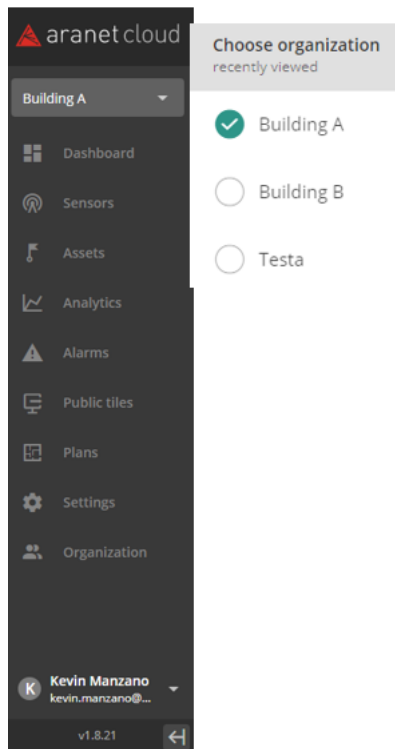 aranet cloud
Building A
Dashboard
Sensors
Assets
Analytics
Alarms
Public tiles
Plans
Settings
Organization
K
Kevin Manzano
kevin.manzano@...
v1.8.21
Choose organization
recently viewed
Building A
Building B
Testa